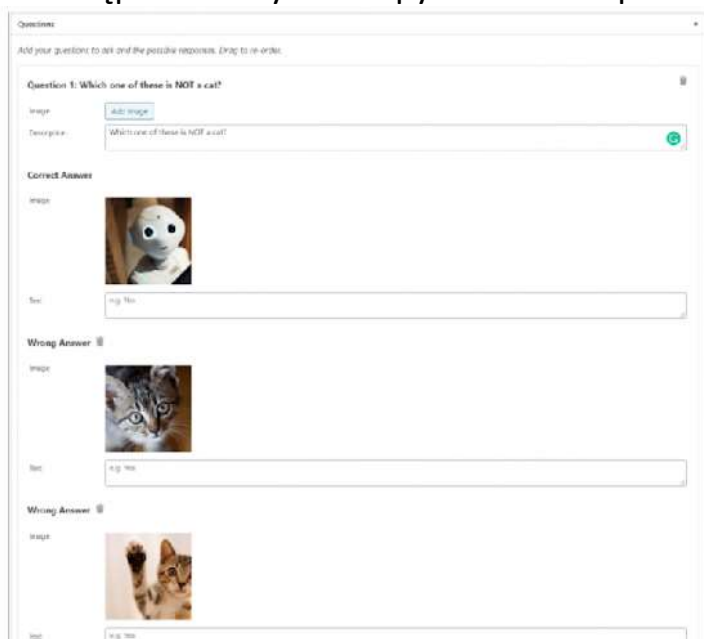 Questions
Add your questions to ask and the possible responses. Drag to re-order.
Question 1: Which one of these is NOT a cat?
Image
Add Image
Description
Which one of these is NOT a cat?
Correct Answer
Image
Text
e.g. Yes
Wrong Answer
Image
Text
e.g. Yes
Wrong Answer
Image
Text
e.g. Yes